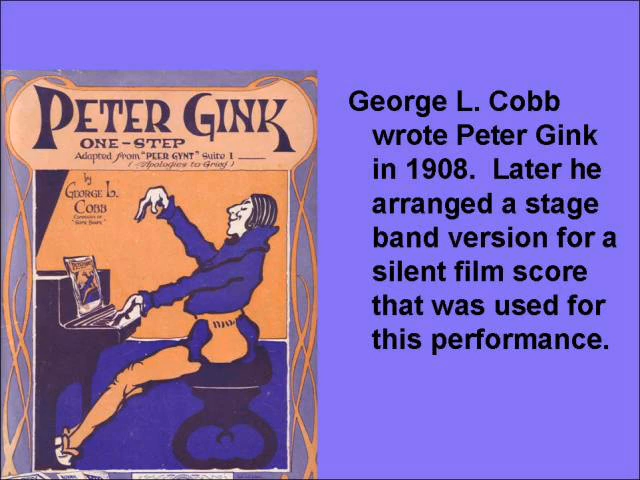 PETER GINK
ONE-STEP
Adapted from "PEER GYNT" Suite I
(Apologies to Grieg)
by
GEORGE L.
COBB
George L. Cobb
wrote Peter Gink
in 1908. Later he
arranged a stage
band version for a
silent film score
that was used for
this performance.